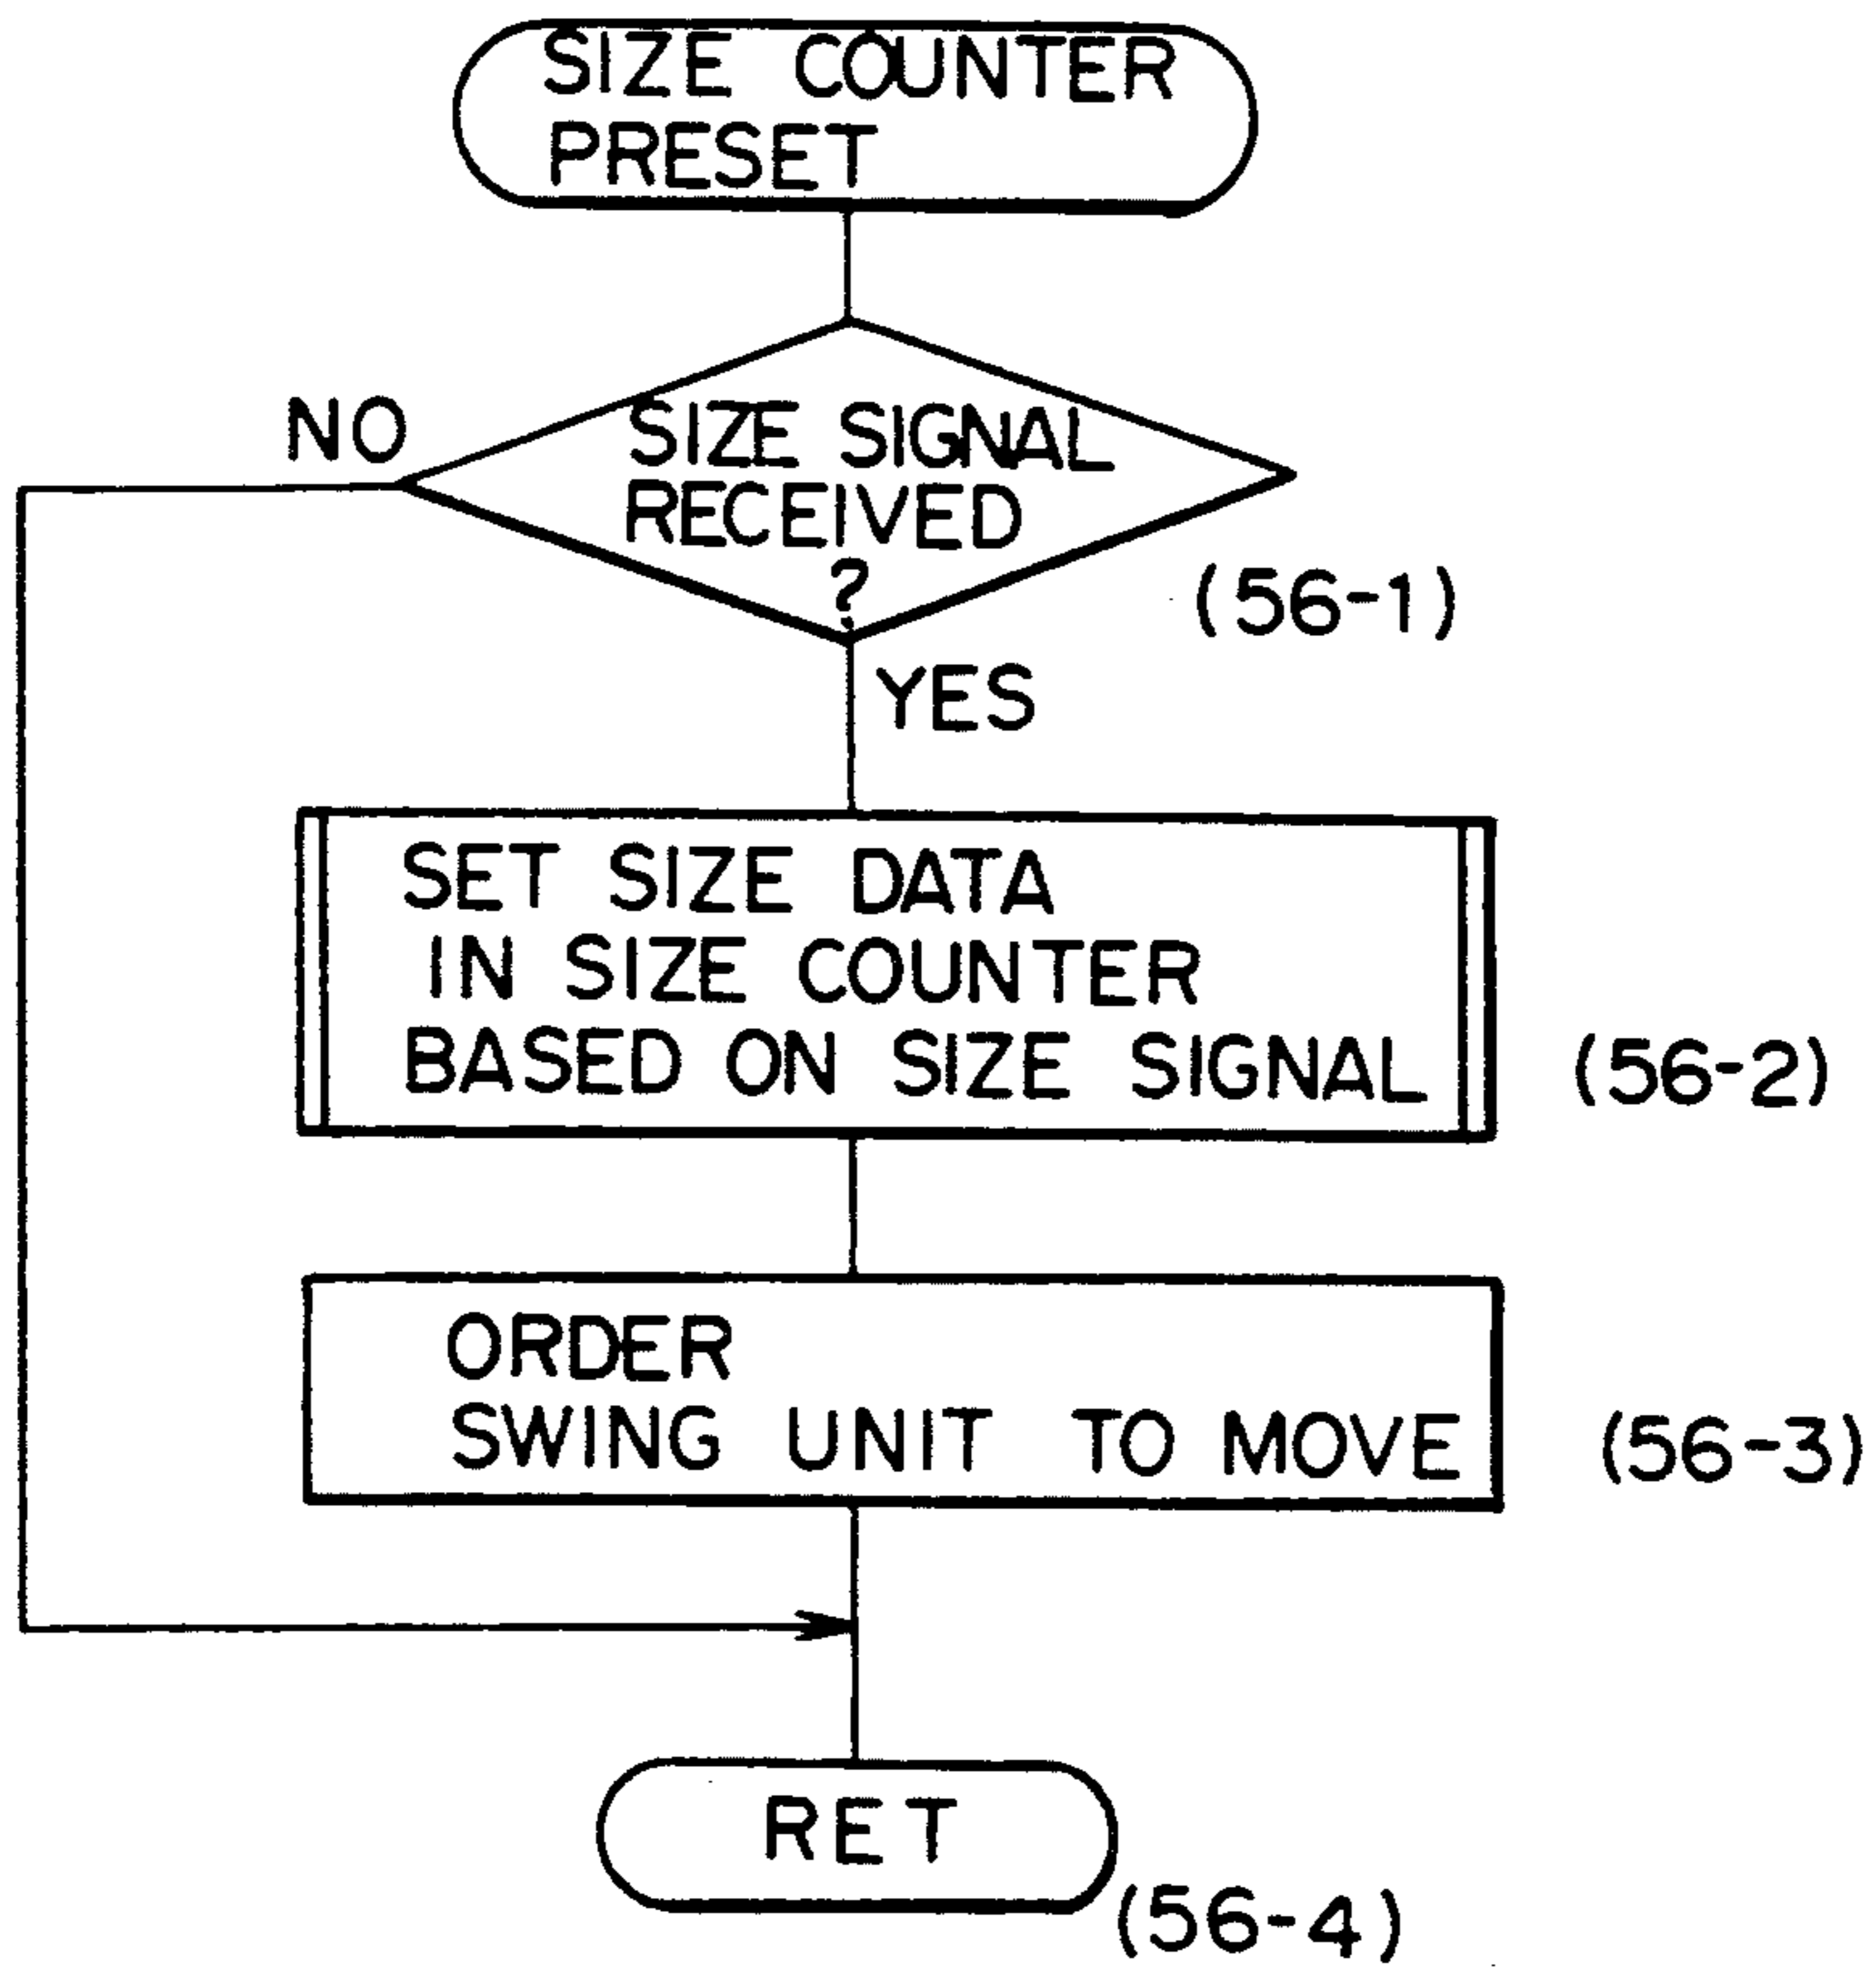 SIZE COUNTER
PRESET
NO
SIZE SIGNAL
RECEIVED
?
(56-1)
YES
SET SIZE DATA
IN SIZE COUNTER
BASED ON SIZE SIGNAL
(56-2)
ORDER
SWING UNIT TO MOVE
(56-3)
RET
(56-4)